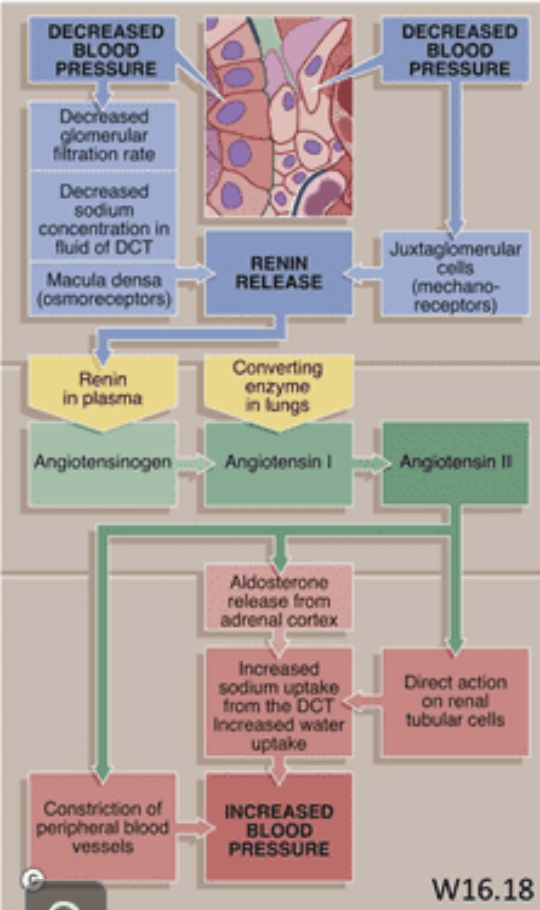 DECREASED
BLOOD
PRESSURE
DECREASED
BLOOD
PRESSURE
Decreased
glomerular
filtration rate
Decreased
sodium
concentration in
fluid of DCT
Macula densa
(osmoreceptors)
RENIN
RELEASE
Juxtaglomerular
cells
(mechano-
receptors)
Renin
in plasma
Converting
enzyme
in lungs
Angiotensinogen
Angiotensin I
Angiotensin II
Aldosterone
release from
adrenal cortex
Increased
sodium uptake
from the DCT
Increased water
uptake
Direct action
on renal
tubular cells
Constriction of
peripheral blood
vessels
INCREASED
BLOOD
PRESSURE
©
W16.18